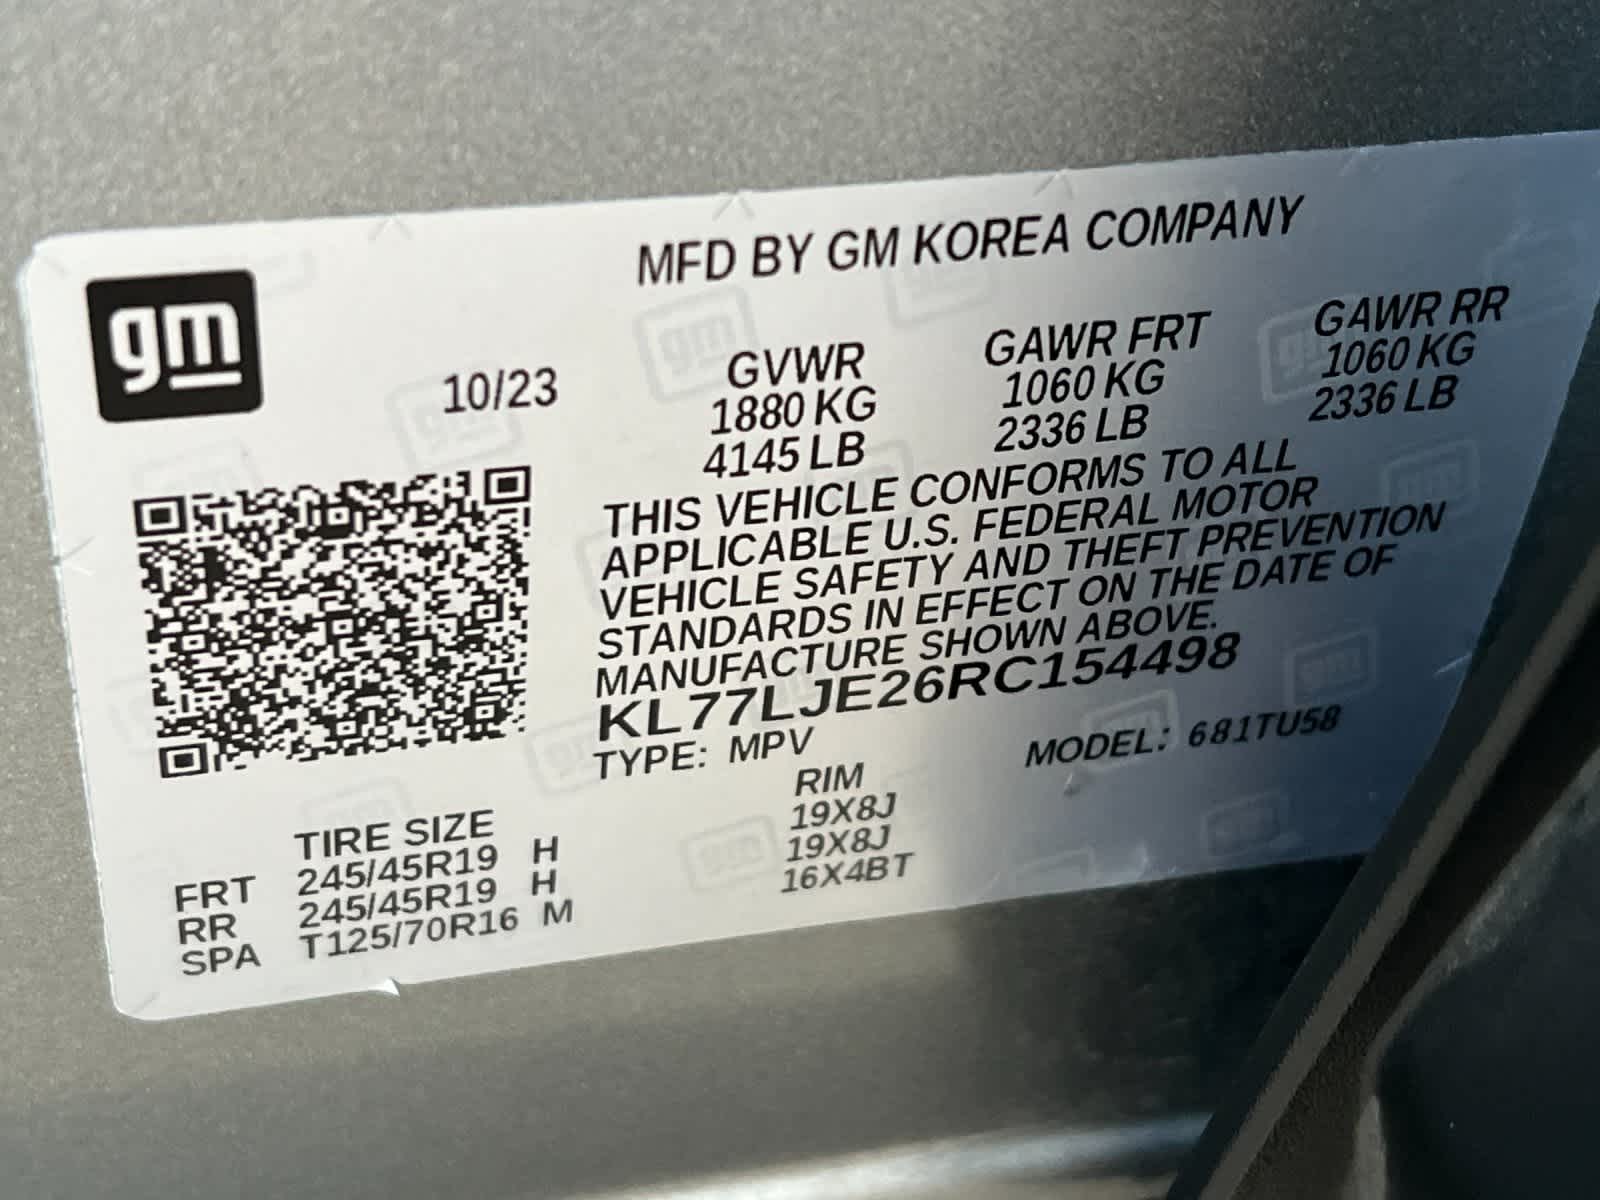 MFD BY GM KOREA COMPANY
gm
10/23
GVWR
1880 KG
4145 LB
GAWR FRT
1060 KG
2336 LB
GAWR RR
1060 KG
2336 LB
THIS VEHICLE CONFORMS TO ALL
APPLICABLE U.S. FEDERAL MOTOR
VEHICLE SAFETY AND THEFT PREVENTION
STANDARDS IN EFFECT ON THE DATE OF
MANUFACTURE SHOWN ABOVE.
KL77LJE26RC154498
TYPE: MPV MODEL: 681TU58
TIRE SIZE RIM
FRT 245/45R19 H 19X8J
RR 245/45R19 H 19X8J
SPA T125/70R16 M 16X4BT